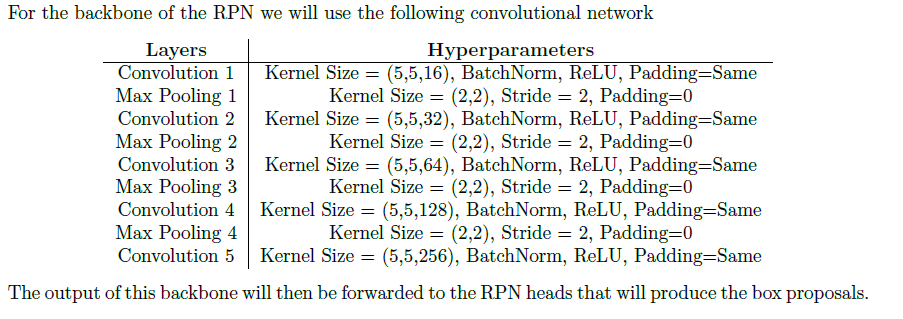 For the backbone of the RPN we will use the following convolutional network
Layers Hyperparameters
Convolution 1 Kernel Size = (5,5,16), BatchNorm, ReLU, Padding=Same
Max Pooling 1 Kernel Size = (2,2), Stride = 2, Padding=0
Convolution 2 Kernel Size = (5,5,32), BatchNorm, ReLU, Padding=Same
Max Pooling 2 Kernel Size = (2,2), Stride = 2, Padding=0
Convolution 3 Kernel Size = (5,5,64), BatchNorm, ReLU, Padding=Same
Max Pooling 3 Kernel Size = (2,2), Stride = 2, Padding=0
Convolution 4 Kernel Size = (5,5,128), BatchNorm, ReLU, Padding=Same
Max Pooling 4 Kernel Size = (2,2), Stride = 2, Padding=0
Convolution 5 Kernel Size = (5,5,256), BatchNorm, ReLU, Padding=Same
The output of this backbone will then be forwarded to the RPN heads that will produce the box proposals.